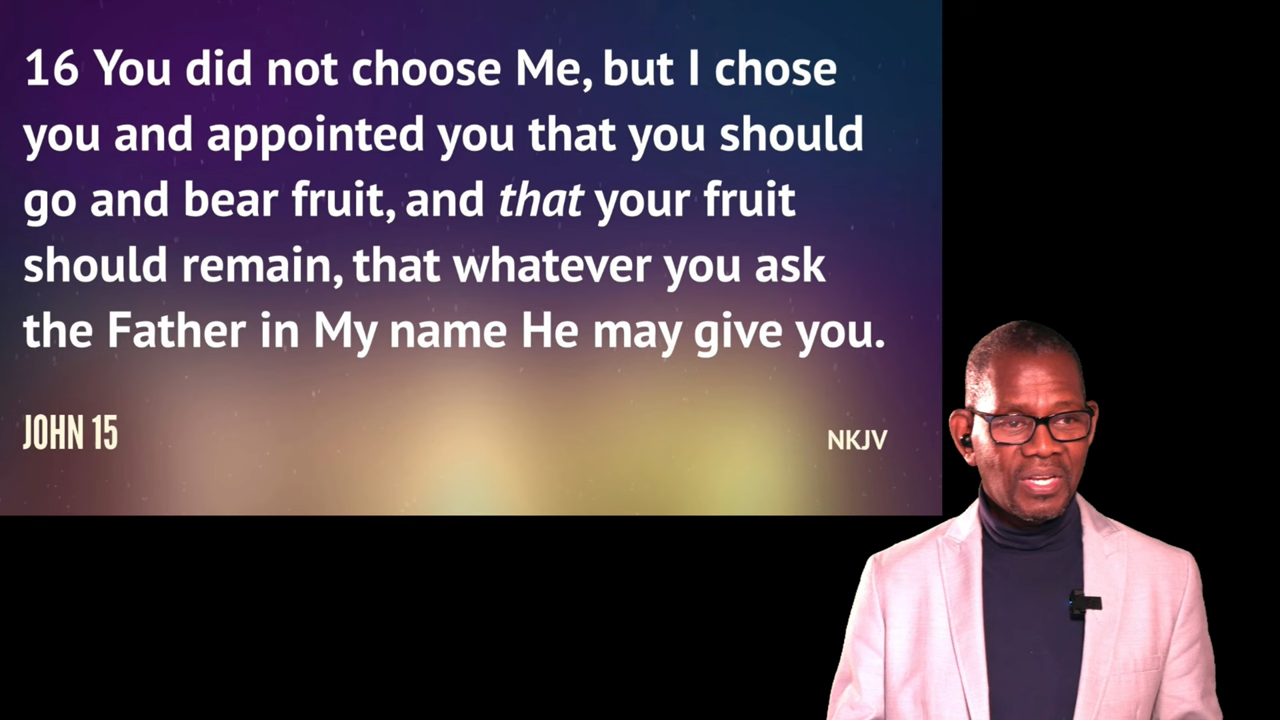 16 You did not choose Me, but I chose
you and appointed you that you should
go and bear fruit, and that your fruit
should remain, that whatever you ask
the Father in My name He may give you.
JOHN 15
NKJV